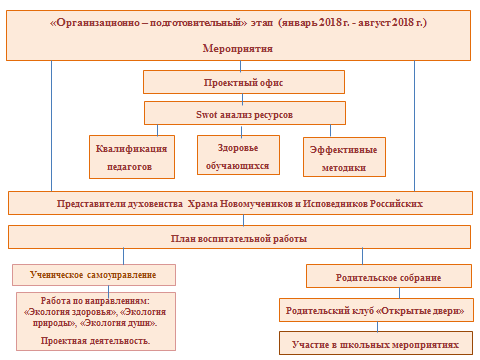 «Организационно – подготовительный» этап (январь 2018 г. - август 2018 г.)
Мероприятия
Проектный офис
Swot анализ ресурсов
Квалификация
педагогов
Здоровье
обучающихся
Эффективные
методики
Представители духовенства Храма Новомучеников и Исповедников Российских
План воспитательной работы
Ученическое самоуправление
Работа по направлениям:
«Экология здоровья», «Экология
природы», «Экология души».
Проектная деятельность.
Родительское собрание
Родительский клуб «Открытые двери»
Участие в школьных мероприятиях